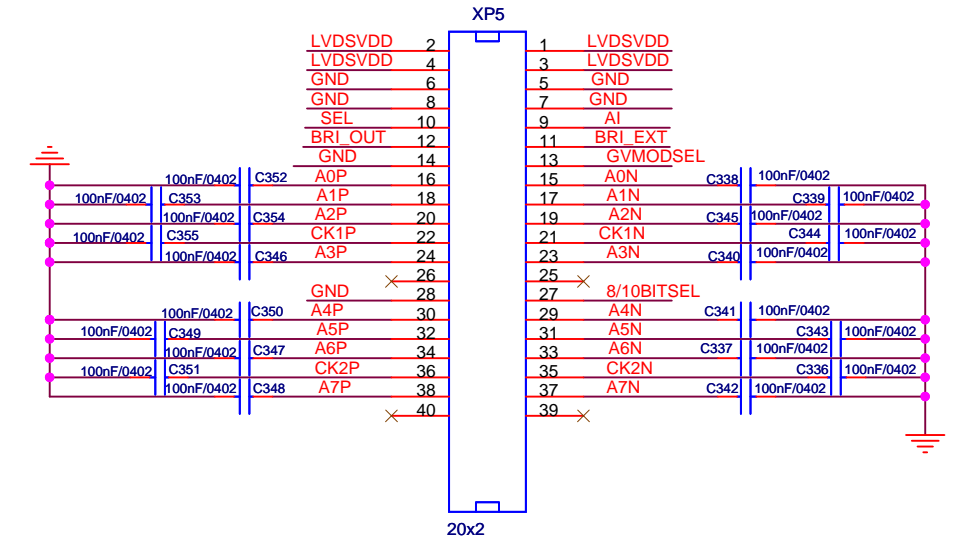 XP5
LVDSVDD 2 1 LVDSVDD
LVDSVDD 4 3 LVDSVDD
GND 6 5 GND
GND 8 7 GND
SEL 10 9 AI
BRI_OUT 12 11 BRI_EXT
GND 14 13 GVMODSEL
100nF/0402 C352 A0P 16 15 A0N C338 100nF/0402
100nF/0402 C353 A1P 18 17 A1N C339 100nF/0402
100nF/0402 C354 A2P 20 19 A2N C345 100nF/0402
100nF/0402 C355 CK1P 22 21 CK1N C344 100nF/0402
100nF/0402 C346 A3P 24 23 A3N C340 100nF/0402
26 25
GND 28 27 8/10BITSEL
100nF/0402 C350 A4P 30 29 A4N C341 100nF/0402
100nF/0402 C349 A5P 32 31 A5N C343 100nF/0402
100nF/0402 C347 A6P 34 33 A6N C337 100nF/0402
100nF/0402 C351 CK2P 36 35 CK2N C336 100nF/0402
100nF/0402 C348 A7P 38 37 A7N C342 100nF/0402
40 39
20x2